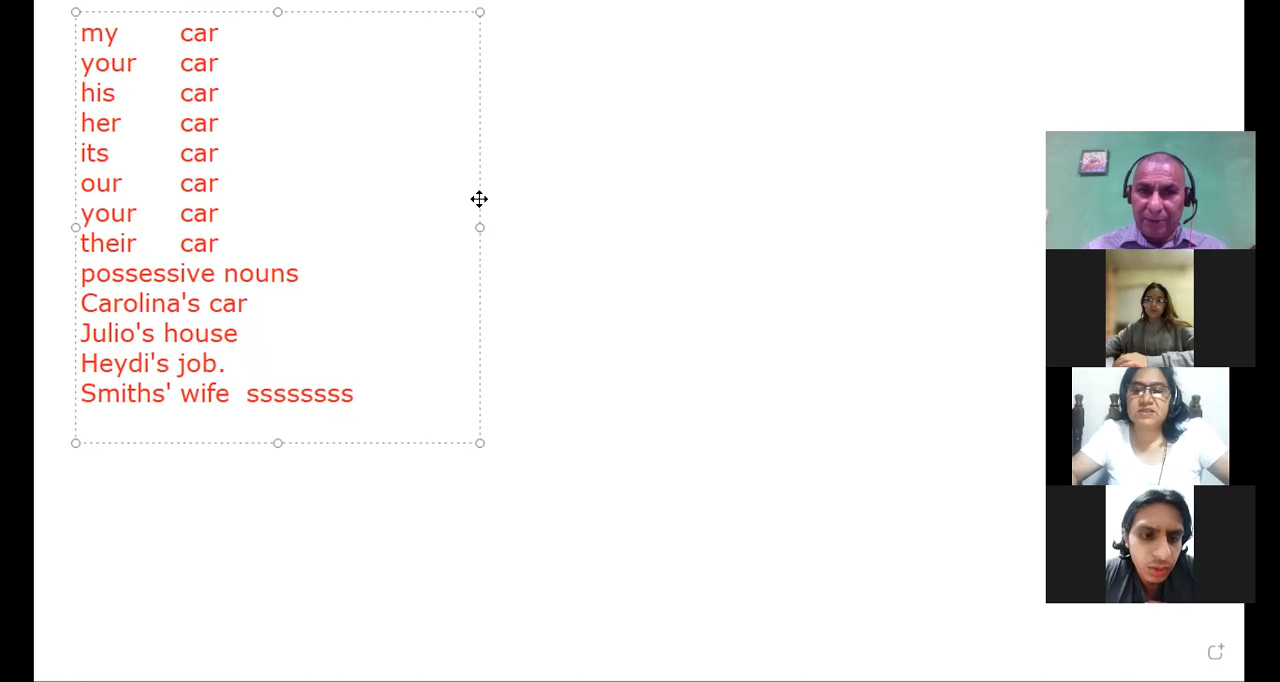 my car
your car
his car
her car
its car
our car
your car
their car
possessive nouns
Carolina's car
Julio's house
Heydi's job.
Smiths' wife ssssssss